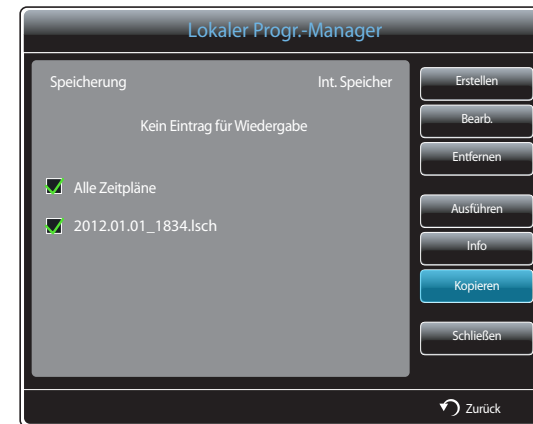 Lokaler Progr.-Manager
Speicherung Int. Speicher
Kein Eintrag für Wiedergabe
Alle Zeitpläne
2012.01.01_1834.lsch
Erstellen
Bearb.
Entfernen
Ausführen
Info
Kopieren
Schließen
Zurück